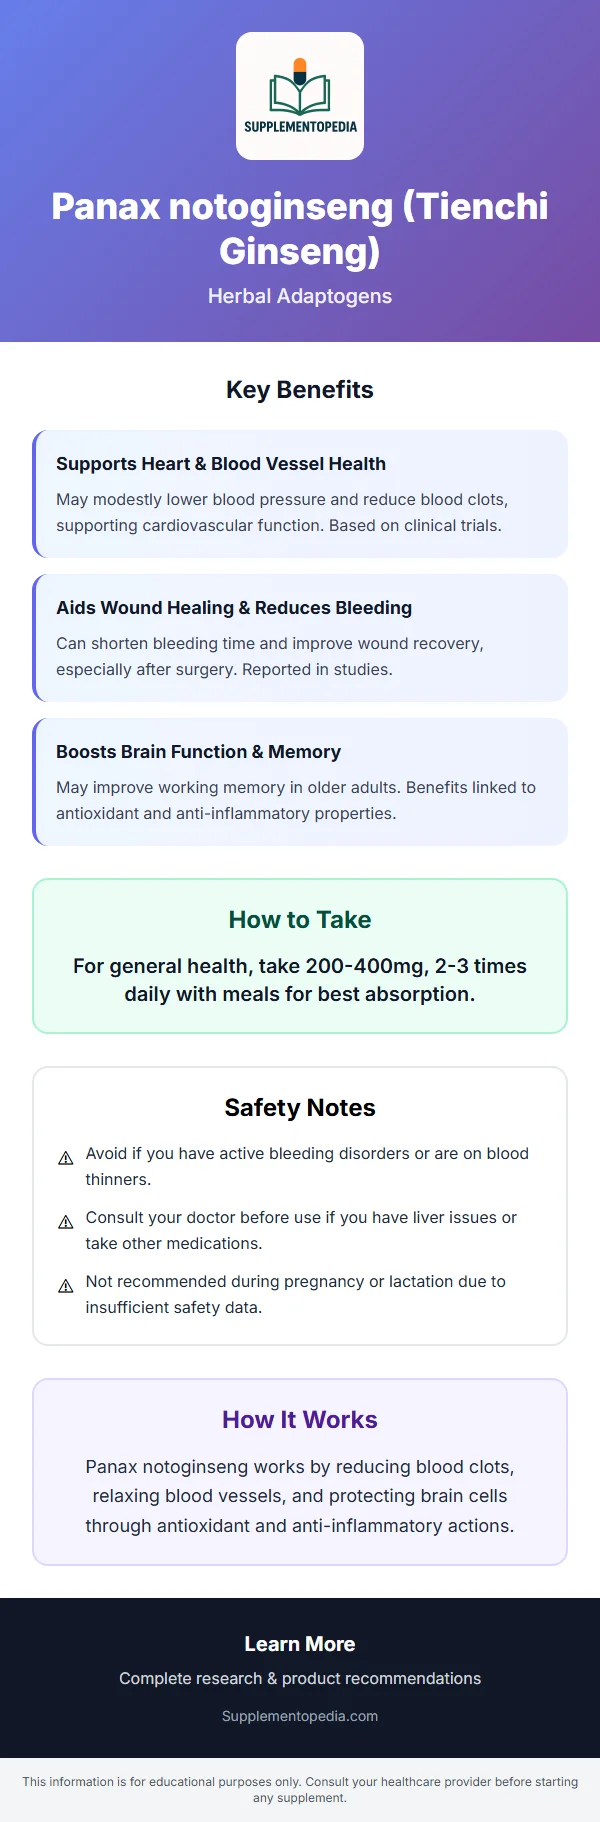 SUPPLEMENTOPEDIA
Panax notoginseng (Tienchi
Ginseng)
Herbal Adaptogens
Key Benefits
Supports Heart & Blood Vessel Health
May modestly lower blood pressure and reduce blood clots,
supporting cardiovascular function. Based on clinical trials.
Aids Wound Healing & Reduces Bleeding
Can shorten bleeding time and improve wound recovery,
especially after surgery. Reported in studies.
Boosts Brain Function & Memory
May improve working memory in older adults. Benefits linked to
antioxidant and anti-inflammatory properties.
How to Take
For general health, take 200-400mg, 2-3 times
daily with meals for best absorption.
Safety Notes
⚠ Avoid if you have active bleeding disorders or are on blood
thinners.
⚠ Consult your doctor before use if you have liver issues or
take other medications.
⚠ Not recommended during pregnancy or lactation due to
insufficient safety data.
How It Works
Panax notoginseng works by reducing blood clots,
relaxing blood vessels, and protecting brain cells
through antioxidant and anti-inflammatory actions.
Learn More
Complete research & product recommendations
Supplementopedia.com
This information is for educational purposes only. Consult your healthcare provider before starting
any supplement.